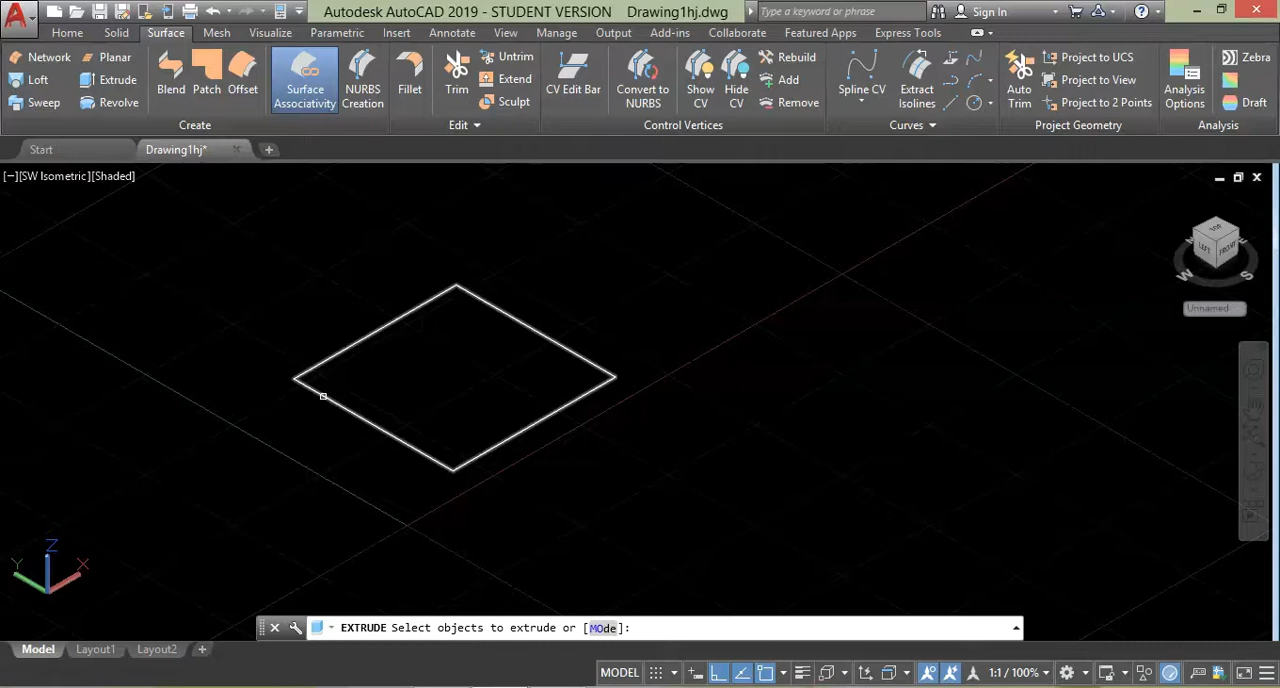 Autodesk AutoCAD 2019 - STUDENT VERSION Drawing1hj.dwg Type a keyword or phrase Sign In
Home Solid Surface Mesh Visualize Parametric Insert Annotate View Manage Output Add-ins Collaborate Featured Apps Express Tools
Network Planar Untrim Rebuild Project to UCS Zebra
Loft Extrude Extend Add Project to View
Sweep Revolve Sculpt Remove Project to 2 Points Draft
Blend Patch Offset Surface Associativity NURBS Creation Fillet Trim CV Edit Bar Convert to NURBS Show CV Hide CV Spline CV Extract Isolines Auto Trim Analysis Options
Create Edit Control Vertices Curves Project Geometry Analysis
Start Drawing1hj*
[−][SW Isometric][Shaded]
TOP
LEFT FRONT
W S
Unnamed
Z
Y X
EXTRUDE Select objects to extrude or [MOde]:
Model Layout1 Layout2
MODEL 1:1 / 100%